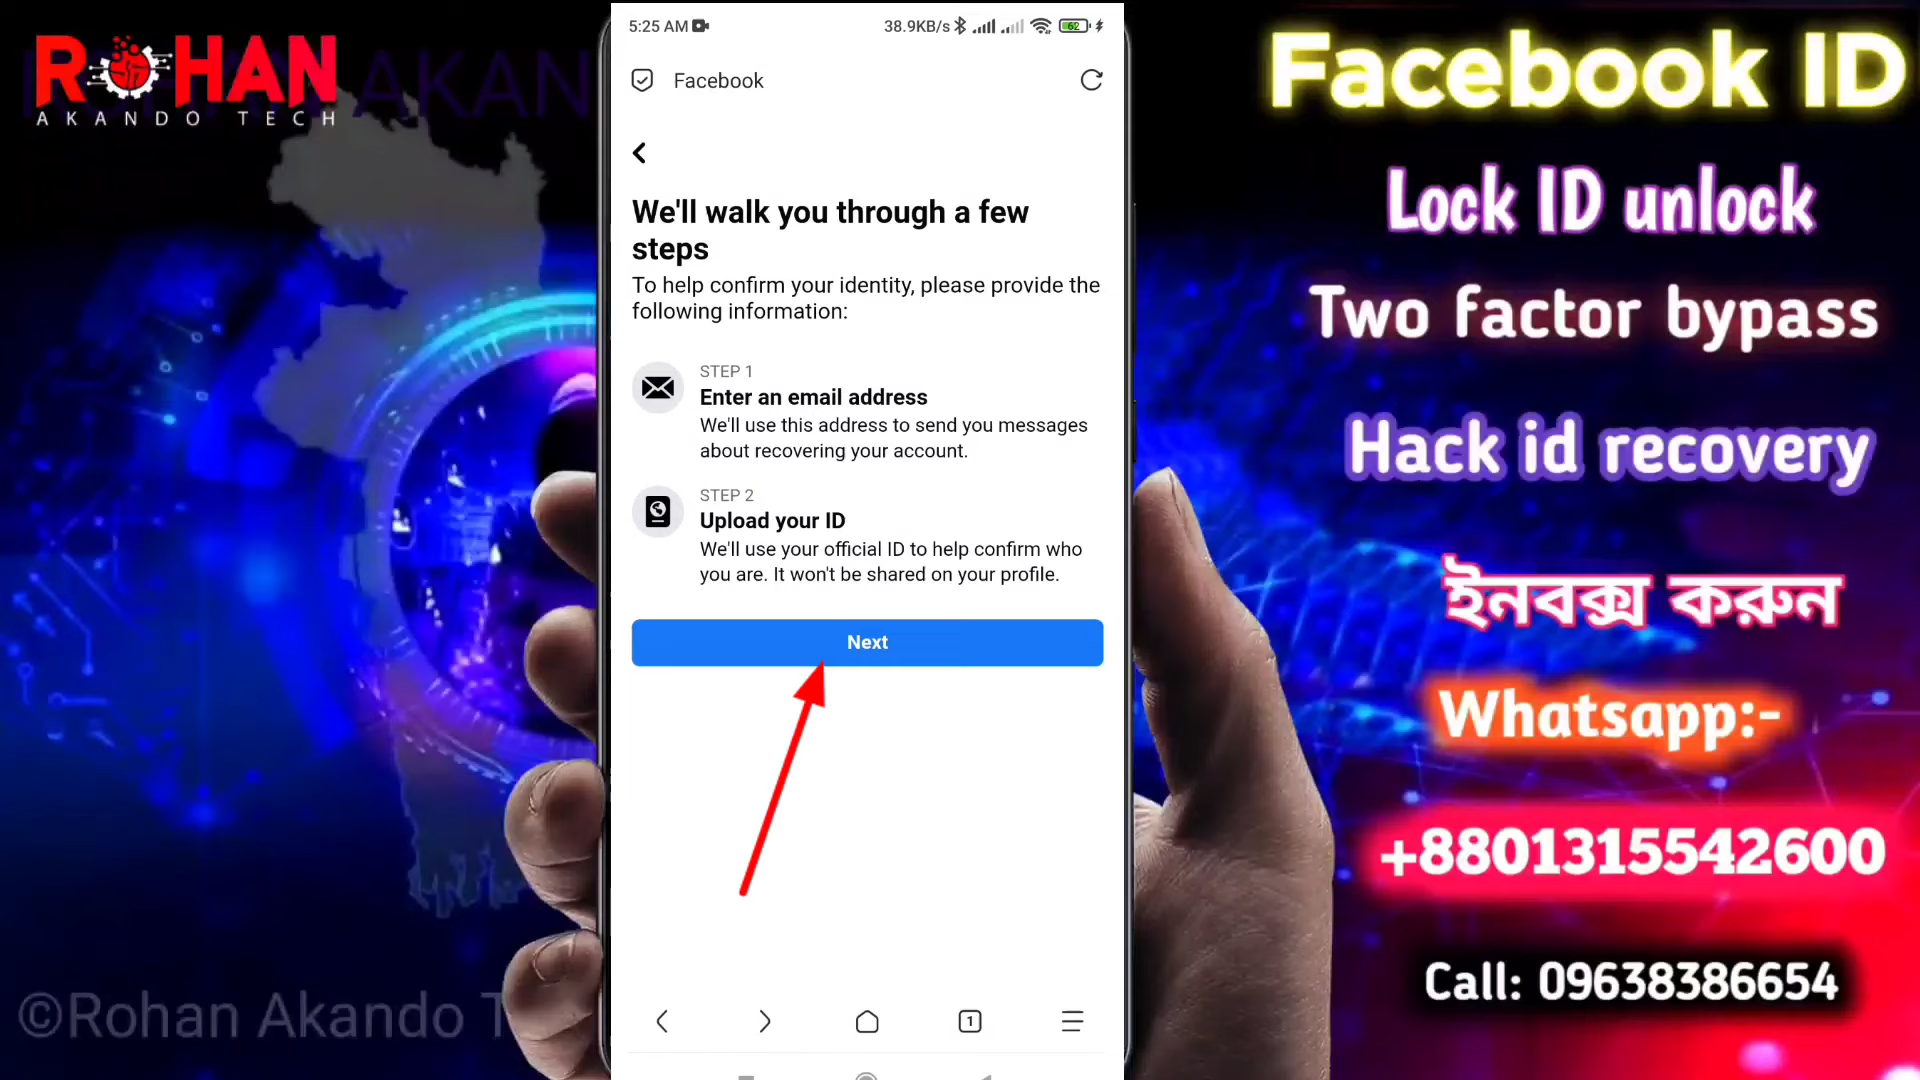 ROHAN
AKANDO TECH
AKAN
©Rohan Akando T
5:25 AM
38.9KB/s
62
Facebook
We'll walk you through a few
steps
To help confirm your identity, please provide the
following information:
STEP 1
Enter an email address
We'll use this address to send you messages
about recovering your account.
STEP 2
Upload your ID
We'll use your official ID to help confirm who
you are. It won't be shared on your profile.
Next
1
Facebook ID
Lock ID unlock
Two factor bypass
Hack id recovery
ইনবক্স করুন
Whatsapp:-
+8801315542600
Call: 09638386654